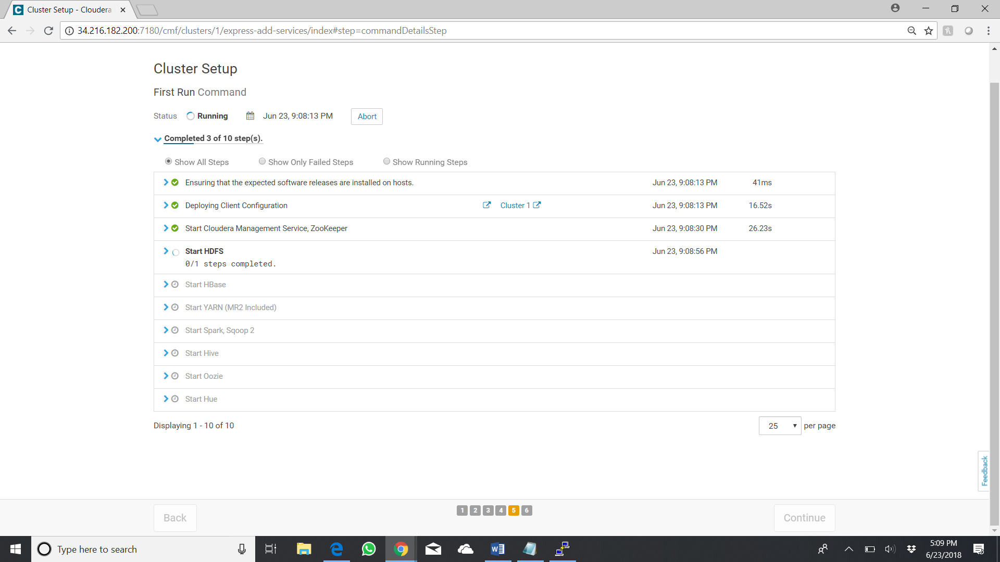 Cluster Setup - Cloudera
34.216.182.200:7180/cmf/clusters/1/express-add-services/index#step=commandDetailsStep
Cluster Setup
First Run Command
Status Running Jun 23, 9:08:13 PM Abort
Completed 3 of 10 step(s).
Show All Steps Show Only Failed Steps Show Running Steps
Ensuring that the expected software releases are installed on hosts. Jun 23, 9:08:13 PM 41ms
Deploying Client Configuration Cluster 1 Jun 23, 9:08:13 PM 16.52s
Start Cloudera Management Service, ZooKeeper Jun 23, 9:08:30 PM 26.23s
Start HDFS Jun 23, 9:08:56 PM
0/1 steps completed.
Start HBase
Start YARN (MR2 Included)
Start Spark, Sqoop 2
Start Hive
Start Oozie
Start Hue
Displaying 1 - 10 of 10 25 per page
Feedback
Back 1 2 3 4 5 6 Continue
Type here to search
5:09 PM
6/23/2018